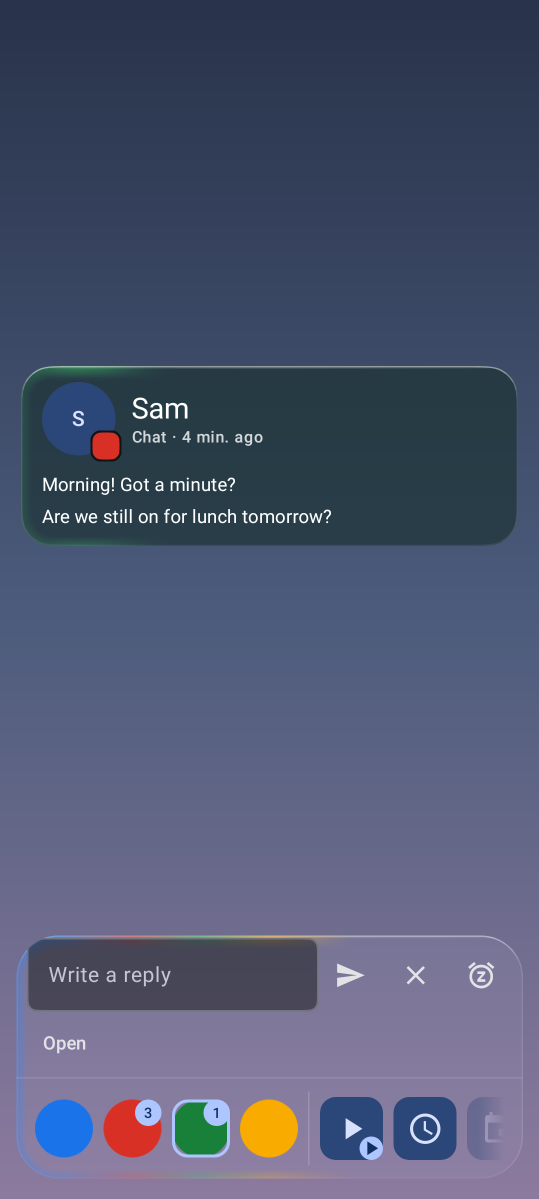 S
Sam
Chat · 4 min. ago
Morning! Got a minute?
Are we still on for lunch tomorrow?
Write a reply
Open
3
1